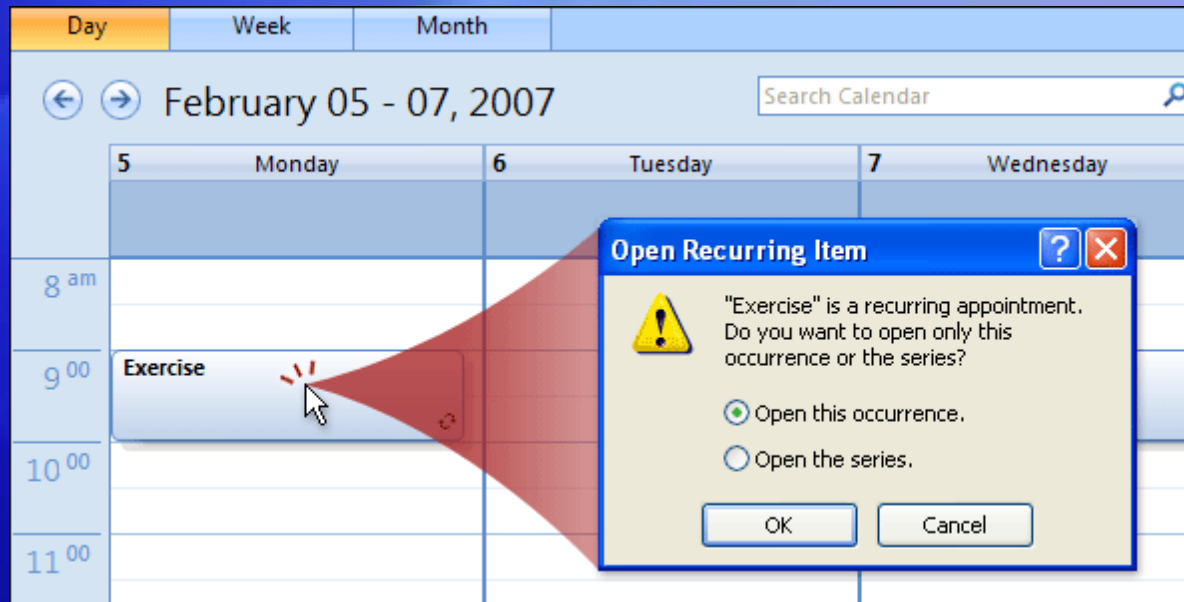 Day Week Month
February 05 - 07, 2007 Search Calendar
5 Monday 6 Tuesday 7 Wednesday
Open Recurring Item
8 am
"Exercise" is a recurring appointment.
Do you want to open only this
occurrence or the series?
9 00 Exercise
Open this occurrence.
Open the series.
10 00
OK Cancel
11 00